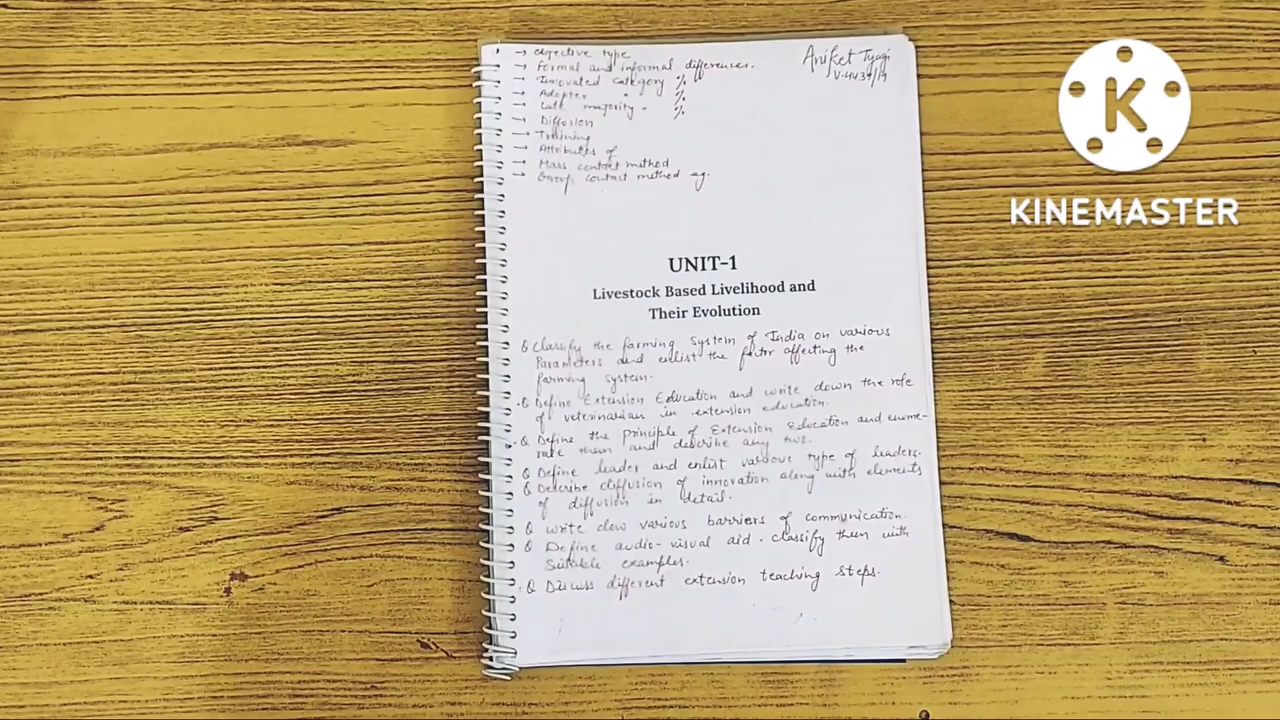 → Objective type
→ Formal and informal differences.
→ Innovated category %
→ Adopter " %
→ Late majority " %
→ Diffusion
→ Training
→ Attributes of
→ Mass contact method
→ Group contact method eg.
Aniket Tyagi
V-4439/19
UNIT-1
Livestock Based Livelihood and
Their Evolution
Q Classify the farming system of India on various
Parameters and enlist the factor affecting the
farming system.
Q Define Extension Education and write down the role
of veterinarian in extension education.
Q Define the principle of Extension Education and enume-
rate them and describe any two.
Q Define leader and enlist various type of leaders.
Q Describe diffusion of innovation along with elements
of diffusion in detail.
Q write dow various barriers of communication.
Q Define audio-visual aid. classify them with
Suitable examples.
Q Discuss different extension teaching steps.
K
KINEMASTER